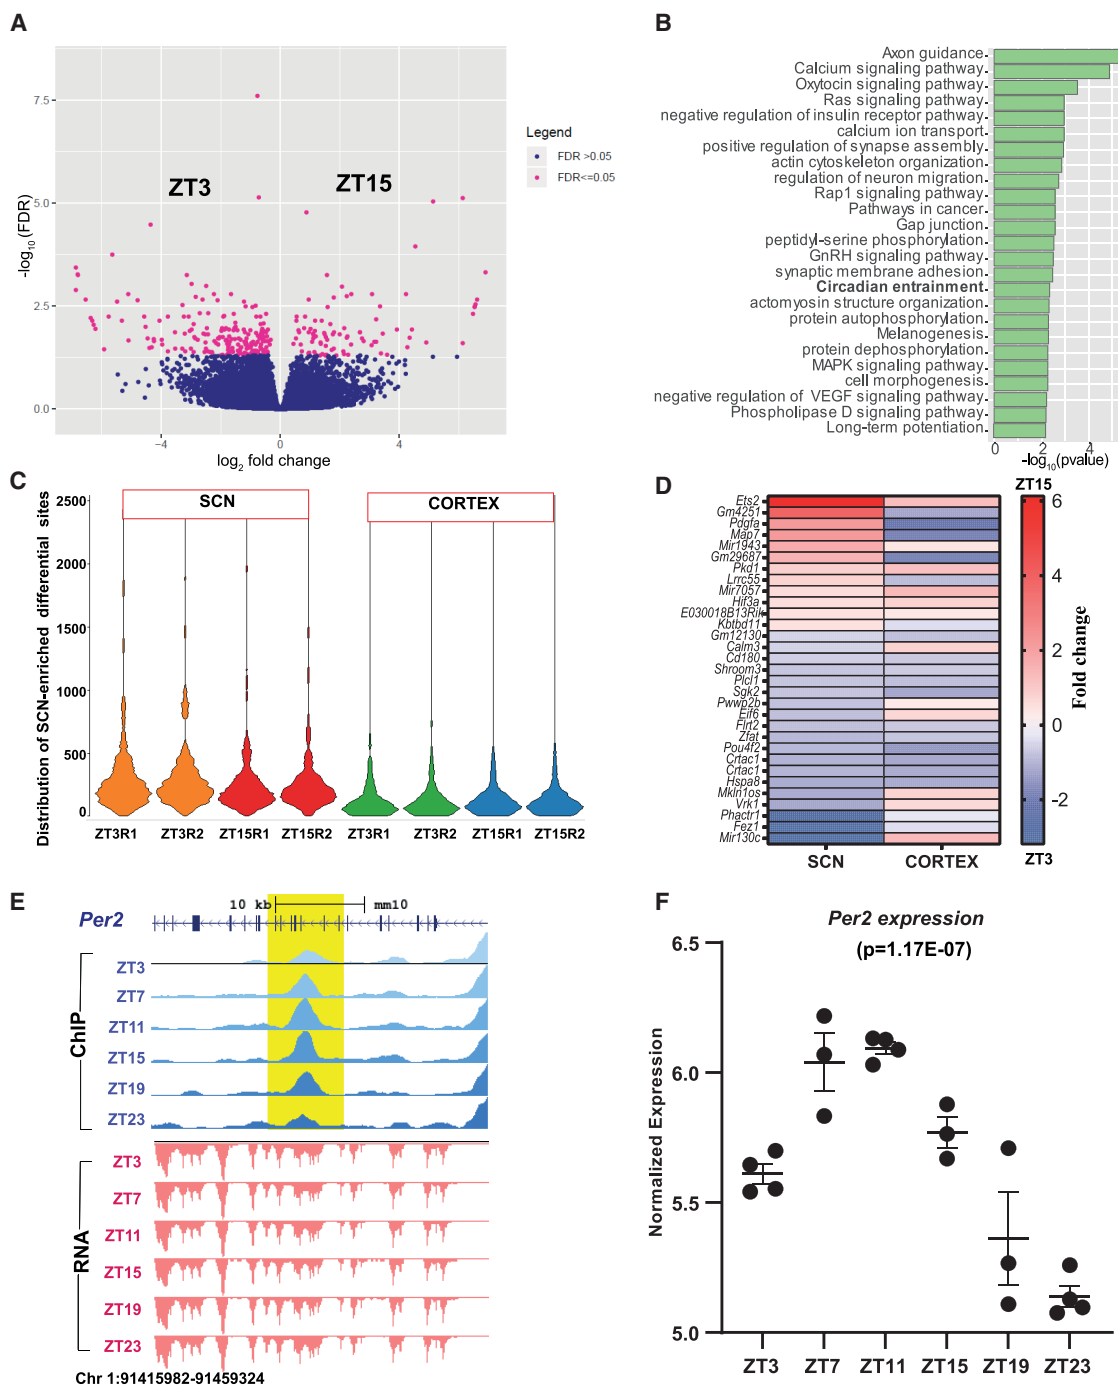 A
7.5
5.0
2.5
0.0
-log10(FDR)
ZT3
ZT15
−4
0
4
log2 fold change
Legend
FDR >0.05
FDR<=0.05
B
Axon guidance
Calcium signaling pathway
Oxytocin signaling pathway
Ras signaling pathway
negative regulation of insulin receptor pathway
calcium ion transport
positive regulation of synapse assembly
actin cytoskeleton organization
regulation of neuron migration
Rap1 signaling pathway
Pathways in cancer
Gap junction
peptidyl-serine phosphorylation
GnRH signaling pathway
synaptic membrane adhesion
Circadian entrainment
actomyosin structure organization
protein autophosphorylation
Melanogenesis
protein dephosphorylation
MAPK signaling pathway
cell morphogenesis
negative regulation of VEGF signaling pathway
Phospholipase D signaling pathway
Long-term potentiation
0
2
4
-log10(pvalue)
C
Distribution of SCN-enriched differential sites
2500
2000
1500
1000
500
0
SCN
CORTEX
ZT3R1
ZT3R2
ZT15R1
ZT15R2
ZT3R1
ZT3R2
ZT15R1
ZT15R2
D
Ets2
Gm4251
Pdgfa
Map7
Mir1943
Gm29687
Pkd1
Lrrc55
Mir7057
Hif3a
E030018B13Rik
Kbtbd11
Gm12130
Calm3
Cd180
Shroom3
Plcl1
Sgk2
Pwwp2b
Eif6
Flrt2
Zfat
Pou4f2
Crtac1
Crtac1
Hspa8
Mkln1os
Vrk1
Phactr1
Fez1
Mir130c
SCN
CORTEX
ZT15
6
4
2
0
-2
ZT3
Fold change
E
Per2
10 kb
mm10
ChIP
ZT3
ZT7
ZT11
ZT15
ZT19
ZT23
RNA
ZT3
ZT7
ZT11
ZT15
ZT19
ZT23
Chr 1:91415982-91459324
F
Per2 expression
(p=1.17E-07)
Normalized Expression
6.5
6.0
5.5
5.0
ZT3
ZT7
ZT11
ZT15
ZT19
ZT23